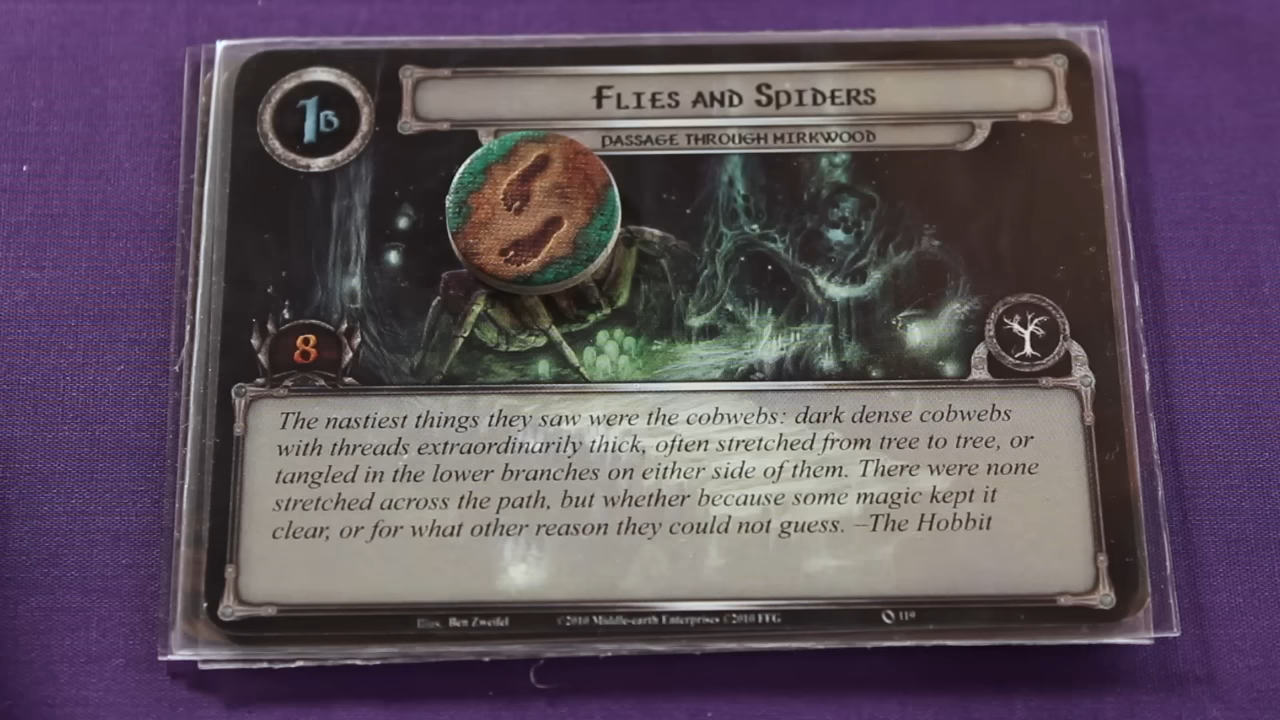 1B
FLIES AND SPIDERS
PASSAGE THROUGH MIRKWOOD
8
The nastiest things they saw were the cobwebs: dark dense cobwebs
with threads extraordinarily thick, often stretched from tree to tree, or
tangled in the lower branches on either side of them. There were none
stretched across the path, but whether because some magic kept it
clear, or for what other reason they could not guess. –The Hobbit
Illus. Ben Zweifel ©2010 Middle-earth Enterprises ©2010 FFG 119